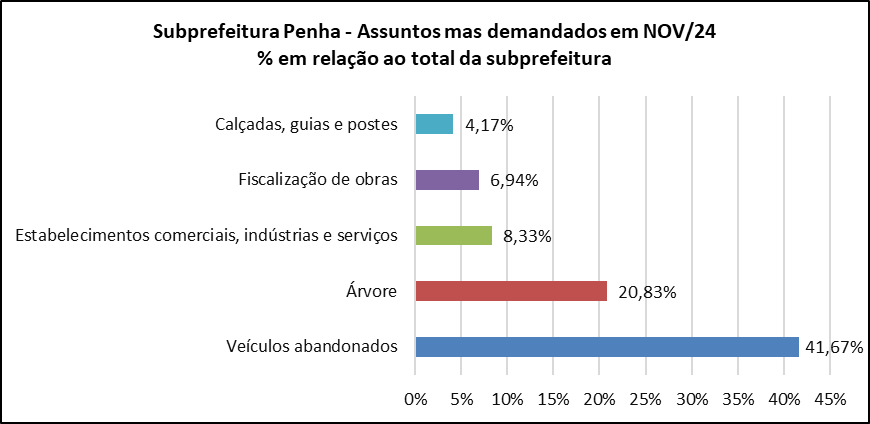 Subprefeitura Penha - Assuntos mas demandados em NOV/24
% em relação ao total da subprefeitura
Calçadas, guias e postes 4,17%
Fiscalização de obras 6,94%
Estabelecimentos comerciais, indústrias e serviços 8,33%
Árvore 20,83%
Veículos abandonados 41,67%
0% 5% 10% 15% 20% 25% 30% 35% 40% 45%